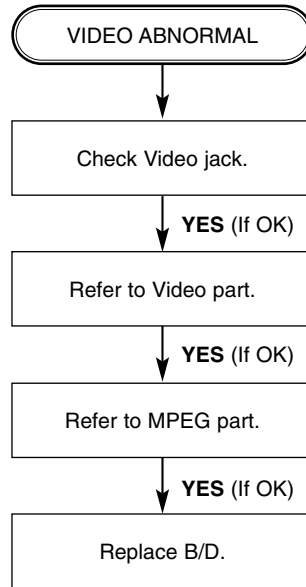 VIDEO ABNORMAL
Check Video jack.
YES (If OK)
Refer to Video part.
YES (If OK)
Refer to MPEG part.
YES (If OK)
Replace B/D.